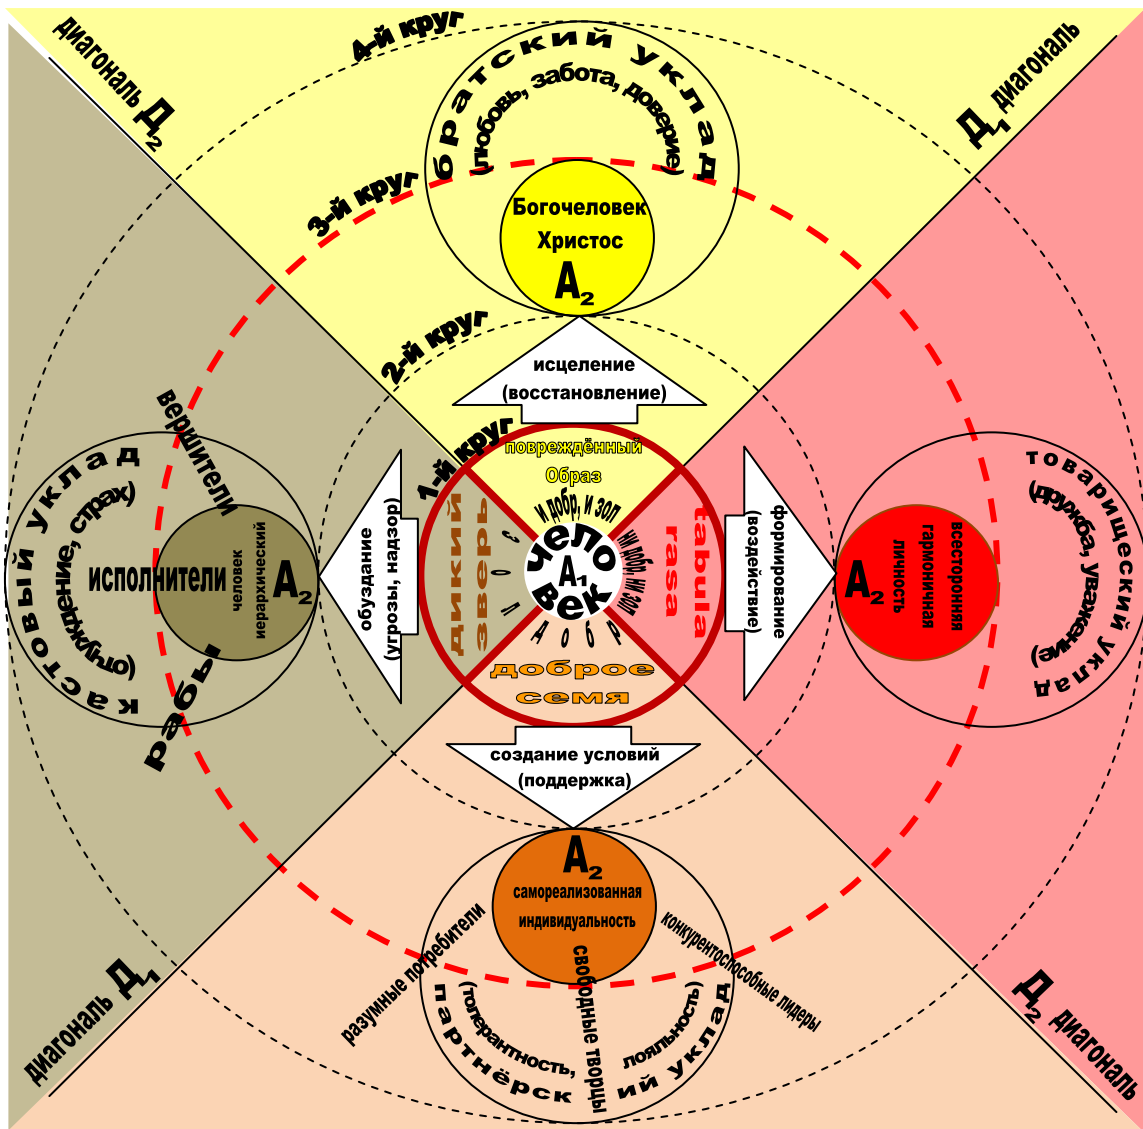 4-й круг
диагональ Д2
Д1 диагональ
братский уклад
(любовь, забота, доверие)
3-й круг
Богочеловек
Христос
А2
2-й круг
исцеление
(восстановление)
1-й круг
повреждённый
Образ
и добр, и зол
вершители
кастовый уклад
(отчуждение, страх)
исполнители
рабы
человек
иерархический
А2
обуздание
(угрозы, надзор)
дикий
зверь
зол
чело
А1
век
ни добр, ни зол
tabula
rasa
формирование
(воздействие)
А2
всесторонняя
гармоничная
личность
товарищеский уклад
(дружба, уважение)
добр
доброе
семя
создание условий
(поддержка)
А2
самореализованная
индивидуальность
разумные потребители
свободные творцы
конкурентоспособные лидеры
(толерантность,
лояльность)
партнёрск
ий уклад
диагональ Д1
Д2 диагональ